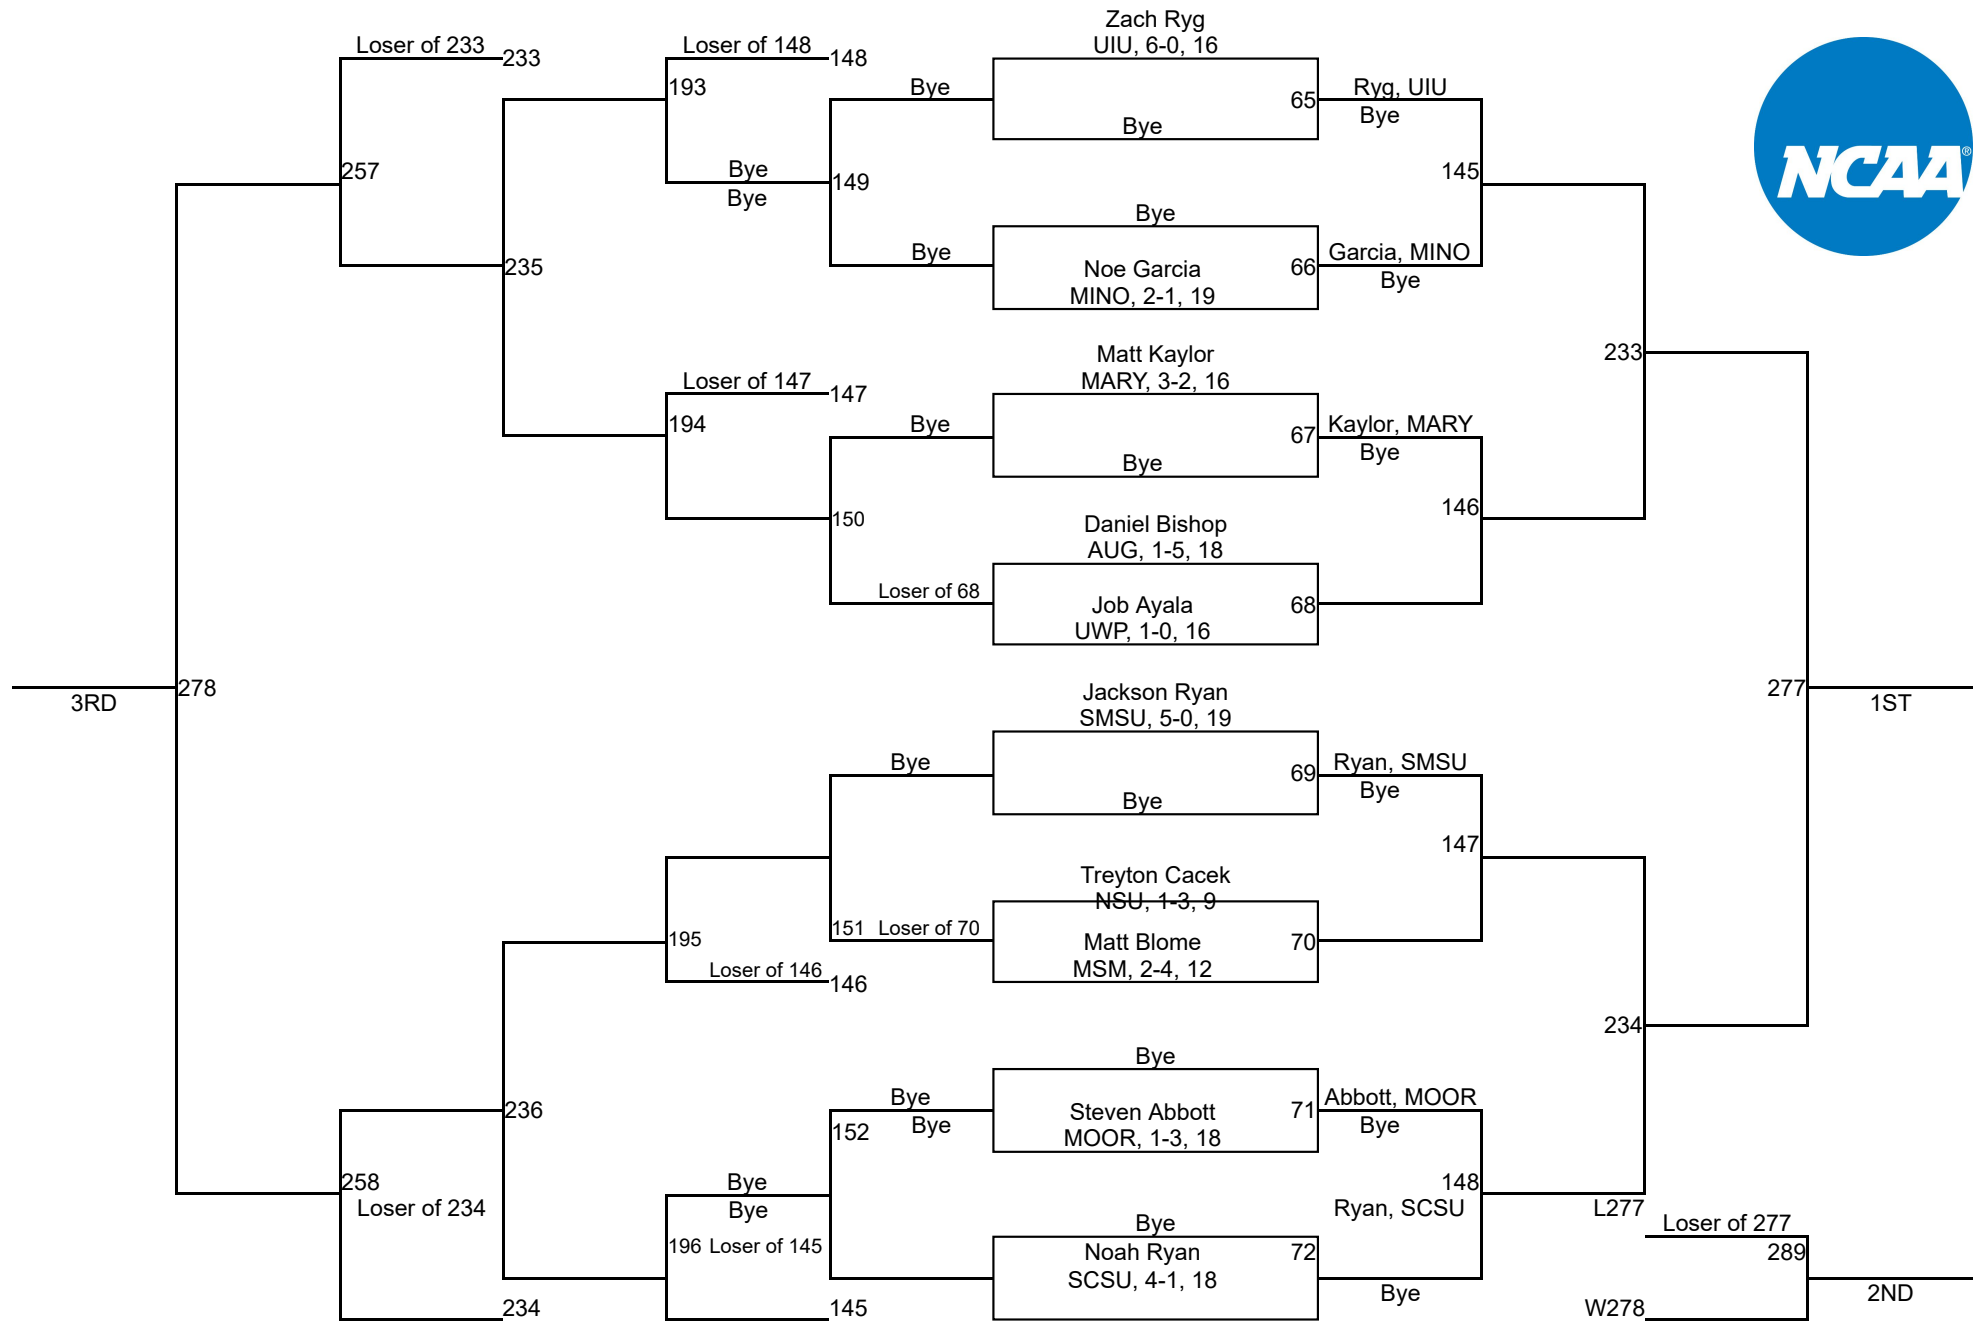 Zach Ryg
Loser of 233
233
Loser of 148
148
UIU, 6-0, 16
193
Bye
65
Ryg, UIU
Bye
Bye
257
Bye
Bye
149
145
NCAA®
Bye
235
Bye
Noe Garcia
MINO, 2-1, 19
66
Garcia, MINO
Bye
Matt Kaylor
MARY, 3-2, 16
233
Loser of 147
147
194
Bye
67
Kaylor, MARY
Bye
Bye
150
146
Daniel Bishop
AUG, 1-5, 18
Loser of 68
Job Ayala
UWP, 1-0, 16
68
3RD
278
Jackson Ryan
SMSU, 5-0, 19
277
1ST
Bye
69
Ryan, SMSU
Bye
Bye
147
Treyton Cacek
NSU, 1-3, 9
195
151
Loser of 70
Matt Blome
MSM, 2-4, 12
70
Loser of 146
146
234
Bye
236
Bye
Bye
152
Steven Abbott
MOOR, 1-3, 18
71
Abbott, MOOR
Bye
258
Loser of 234
Bye
Bye
148
Ryan, SCSU
L277
Bye
Loser of 277
196
Loser of 145
Noah Ryan
SCSU, 4-1, 18
72
289
Bye
2ND
234
145
W278